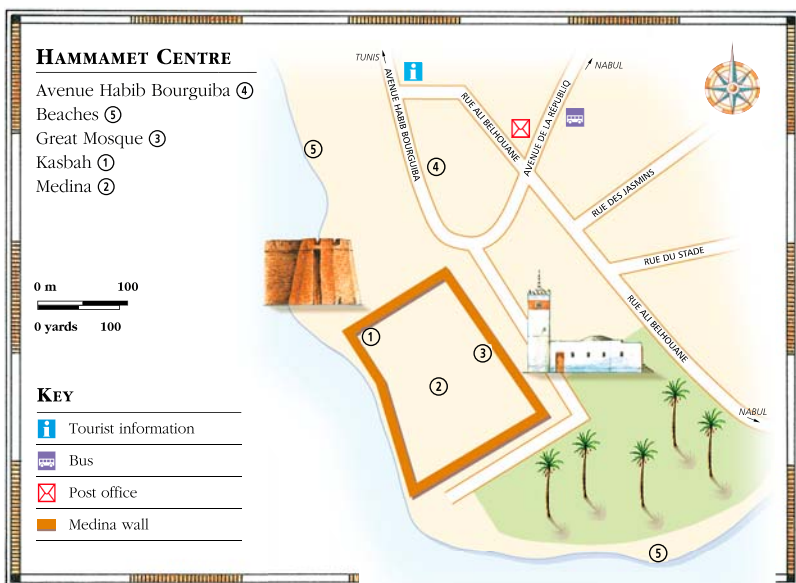 HAMMAMET CENTRE
Avenue Habib Bourguiba 4
Beaches 5
Great Mosque 3
Kasbah 1
Medina 2
0 m 100
0 yards 100
KEY
i Tourist information
Bus
Post office
Medina wall
TUNIS
i
NABUL
AVENUE HABIB BOURGUIBA
RUE ALI BELHOUANE
AVENUE DE LA RÉPUBLIQ
5
4
RUE DES JASMINS
RUE DU STADE
RUE ALI BELHOUANE
1
3
2
NABUL
5